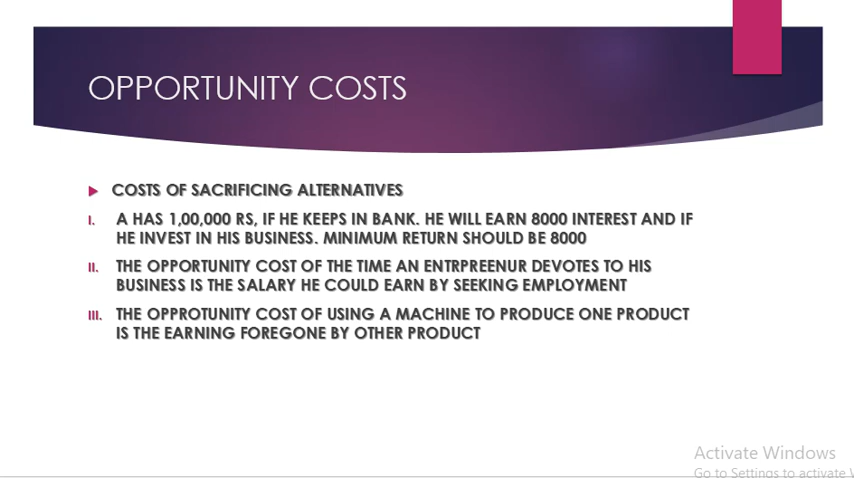 OPPORTUNITY COSTS
COSTS OF SACRIFICING ALTERNATIVES
I. A HAS 1,00,000 RS, IF HE KEEPS IN BANK. HE WILL EARN 8000 INTEREST AND IF
HE INVEST IN HIS BUSINESS. MINIMUM RETURN SHOULD BE 8000
II. THE OPPORTUNITY COST OF THE TIME AN ENTRPREENUR DEVOTES TO HIS
BUSINESS IS THE SALARY HE COULD EARN BY SEEKING EMPLOYMENT
III. THE OPPROTUNITY COST OF USING A MACHINE TO PRODUCE ONE PRODUCT
IS THE EARNING FOREGONE BY OTHER PRODUCT
Activate Windows
Go to Settings to activate W